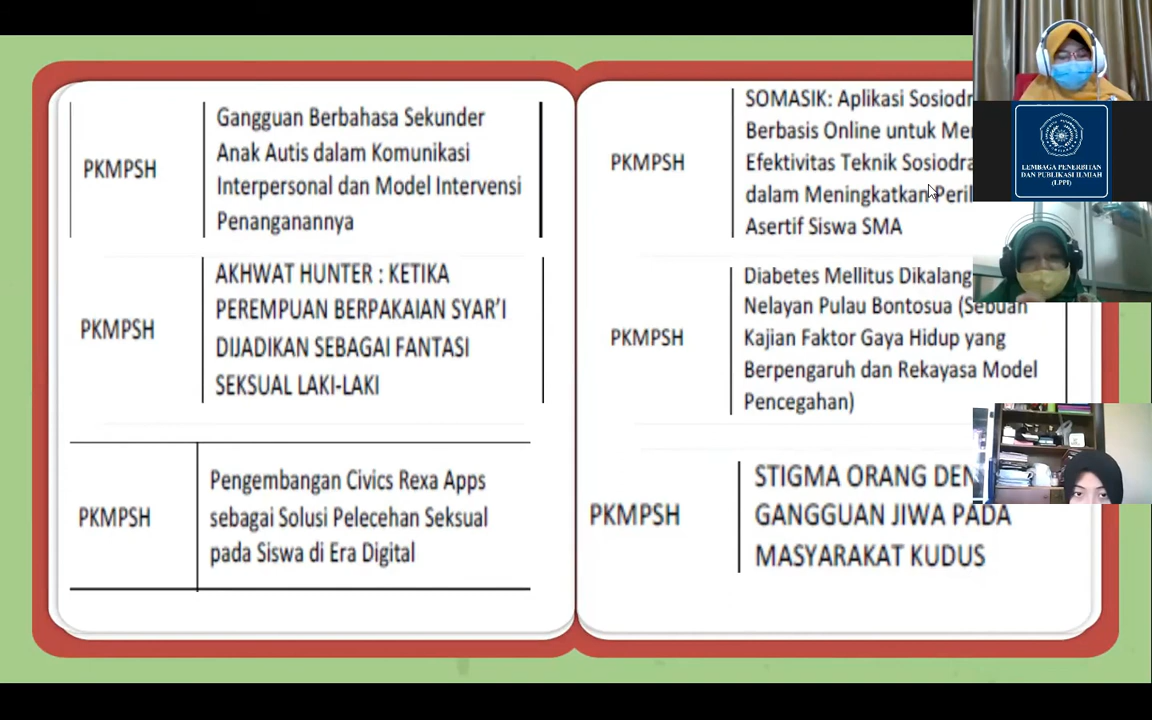 PKMPSH
Gangguan Berbahasa Sekunder
Anak Autis dalam Komunikasi
Interpersonal dan Model Intervensi
Penanganannya
PKMPSH
AKHWAT HUNTER : KETIKA
PEREMPUAN BERPAKAIAN SYAR'I
DIJADIKAN SEBAGAI FANTASI
SEKSUAL LAKI-LAKI
PKMPSH
Pengembangan Civics Rexa Apps
sebagai Solusi Pelecehan Seksual
pada Siswa di Era Digital
PKMPSH
SOMASIK: Aplikasi
Berbasis Online untuk
Efektivitas Teknik
dalam Meningkatkan
Asertif Siswa SMA
PKMPSH
Diabetes Mellitus
Nelayan Pulau Bontosua (Sebuah
Kajian Faktor Gaya Hidup yang
Berpengaruh dan Rekayasa Model
Pencegahan)
PKMPSH
STIGMA ORANG
GANGGUAN JIWA PADA
MASYARAKAT KUDUS
LEMBAGA PENERBITAN
DAN PUBLIKASI ILMIAH
(LPPI)